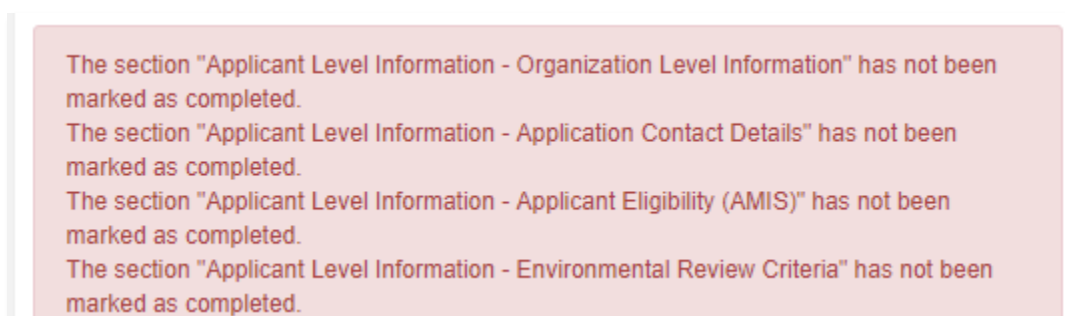 The section "Applicant Level Information - Organization Level Information" has not been
marked as completed.
The section "Applicant Level Information - Application Contact Details" has not been
marked as completed.
The section "Applicant Level Information - Applicant Eligibility (AMIS)" has not been
marked as completed.
The section "Applicant Level Information - Environmental Review Criteria" has not been
marked as completed.